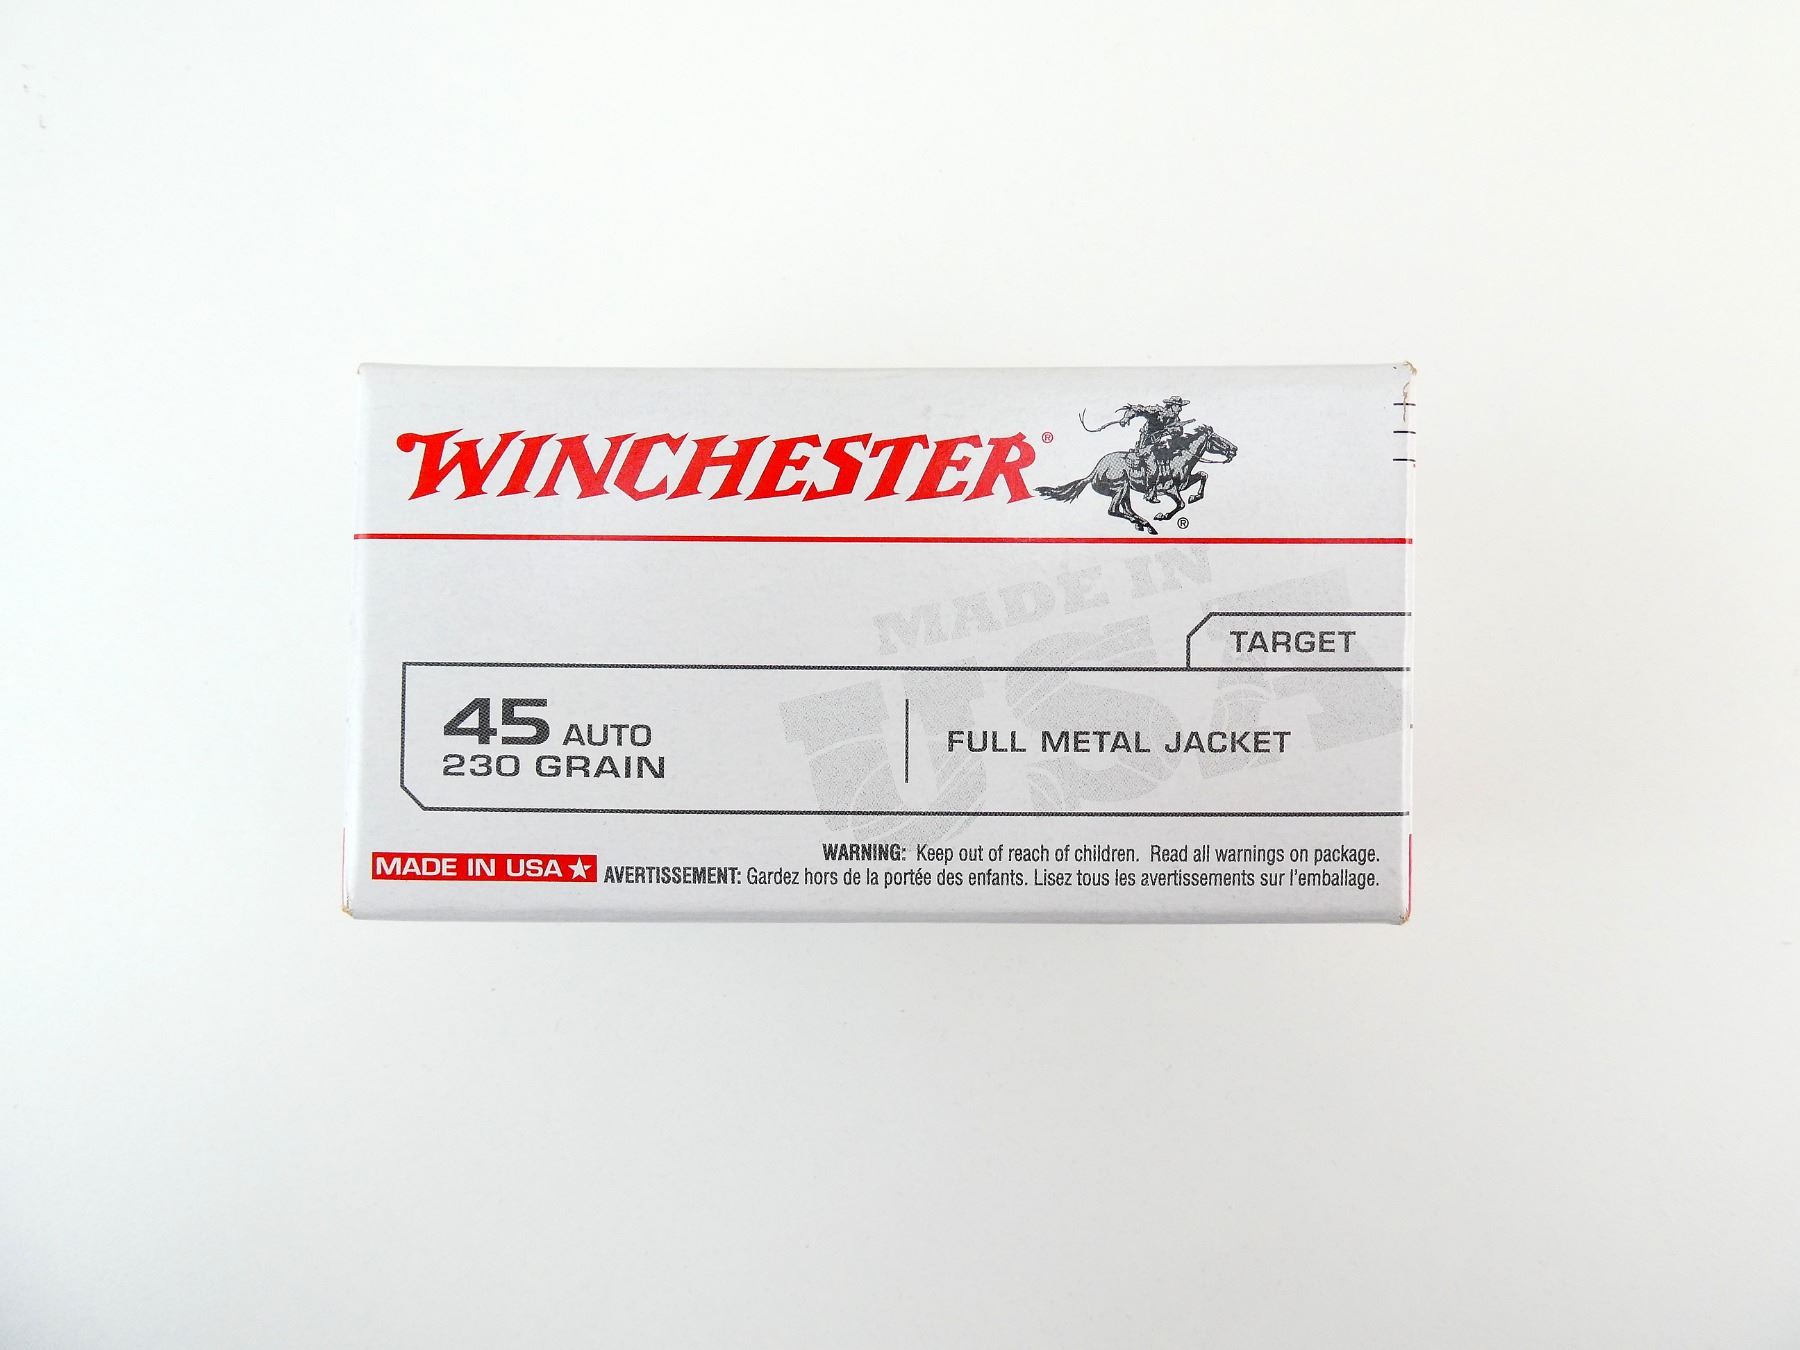 WINCHESTER®
®
MADE IN
USA
TARGET
45 AUTO
230 GRAIN
FULL METAL JACKET
WARNING: Keep out of reach of children. Read all warnings on package.
MADE IN USA★
AVERTISSEMENT: Gardez hors de la portée des enfants. Lisez tous les avertissements sur l'emballage.